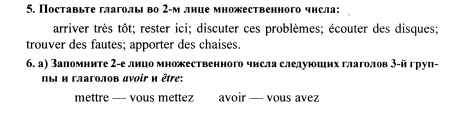 5. Поставьте глаголы во 2-м лице множественного числа:
arriver très tôt; rester ici; discuter ces problèmes; écouter des disques;
trouver des fautes; apporter des chaises.
6. а) Запомните 2-е лицо множественного числа следующих глаголов 3-й груп-
пы и глаголов avoir и être:
mettre — vous mettez avoir — vous avez